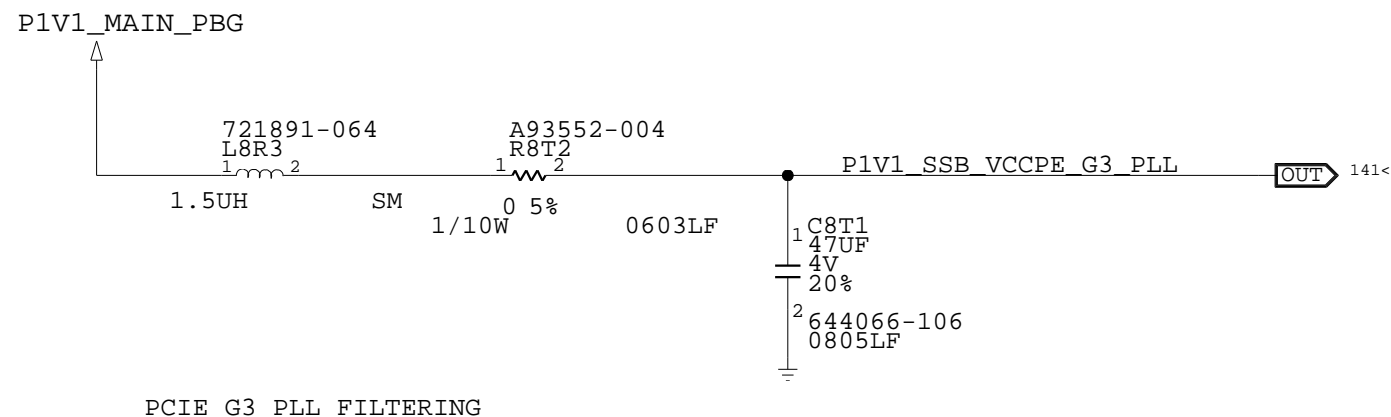 P1V1_MAIN_PBG
721891-064
L8R3
1 2
1.5UH
SM
A93552-004
R8T2
1 2
0 5%
1/10W
0603LF
P1V1_SSB_VCCPE_G3_PLL
OUT
141<
1
C8T1
47UF
4V
20%
2
644066-106
0805LF
PCIE G3 PLL FILTERING